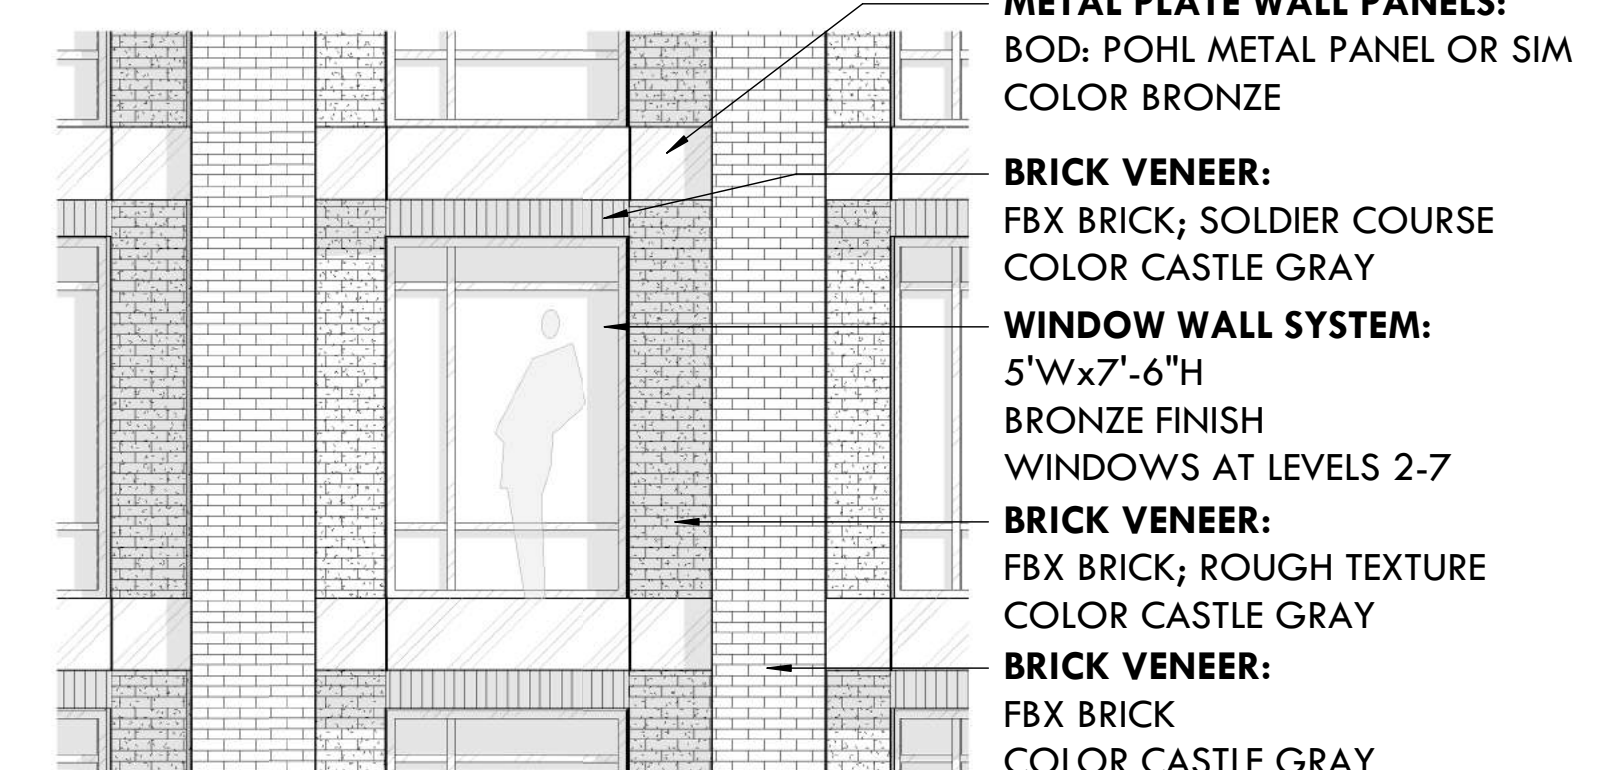 METAL PLATE WALL PANELS:
BOD: POHL METAL PANEL OR SIM
COLOR BRONZE
BRICK VENEER:
FBX BRICK; SOLDIER COURSE
COLOR CASTLE GRAY
WINDOW WALL SYSTEM:
5'Wx7'-6"H
BRONZE FINISH
WINDOWS AT LEVELS 2-7
BRICK VENEER:
FBX BRICK; ROUGH TEXTURE
COLOR CASTLE GRAY
BRICK VENEER:
FBX BRICK
COLOR CASTLE GRAY